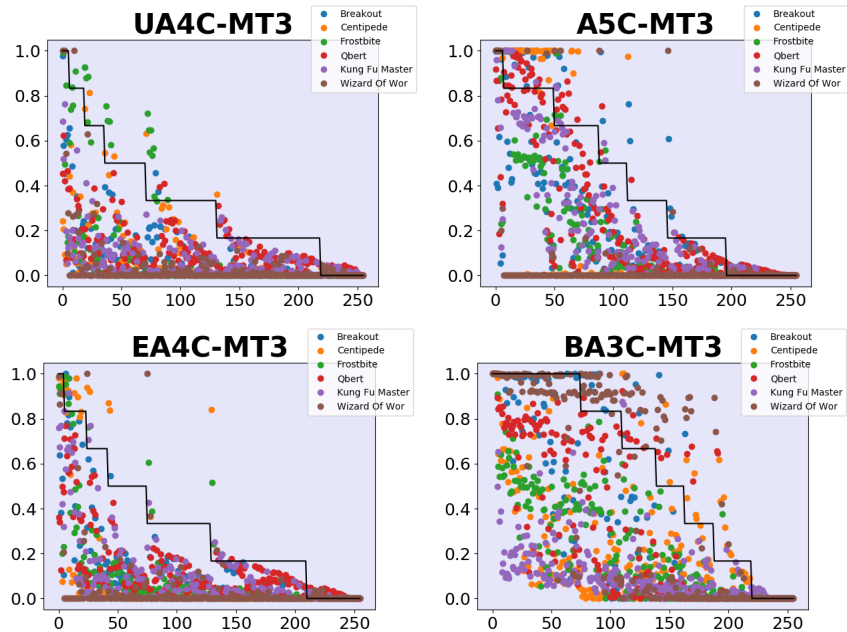 UA4C-MT3
Breakout
Centipede
Frostbite
Qbert
Kung Fu Master
Wizard Of Wor
1.0
0.8
0.6
0.4
0.2
0.0
0 50 100 150 200 250
A5C-MT3
Breakout
Centipede
Frostbite
Qbert
Kung Fu Master
Wizard Of Wor
1.0
0.8
0.6
0.4
0.2
0.0
0 50 100 150 200 250
EA4C-MT3
Breakout
Centipede
Frostbite
Qbert
Kung Fu Master
Wizard Of Wor
1.0
0.8
0.6
0.4
0.2
0.0
0 50 100 150 200 250
BA3C-MT3
Breakout
Centipede
Frostbite
Qbert
Kung Fu Master
Wizard Of Wor
1.0
0.8
0.6
0.4
0.2
0.0
0 50 100 150 200 250